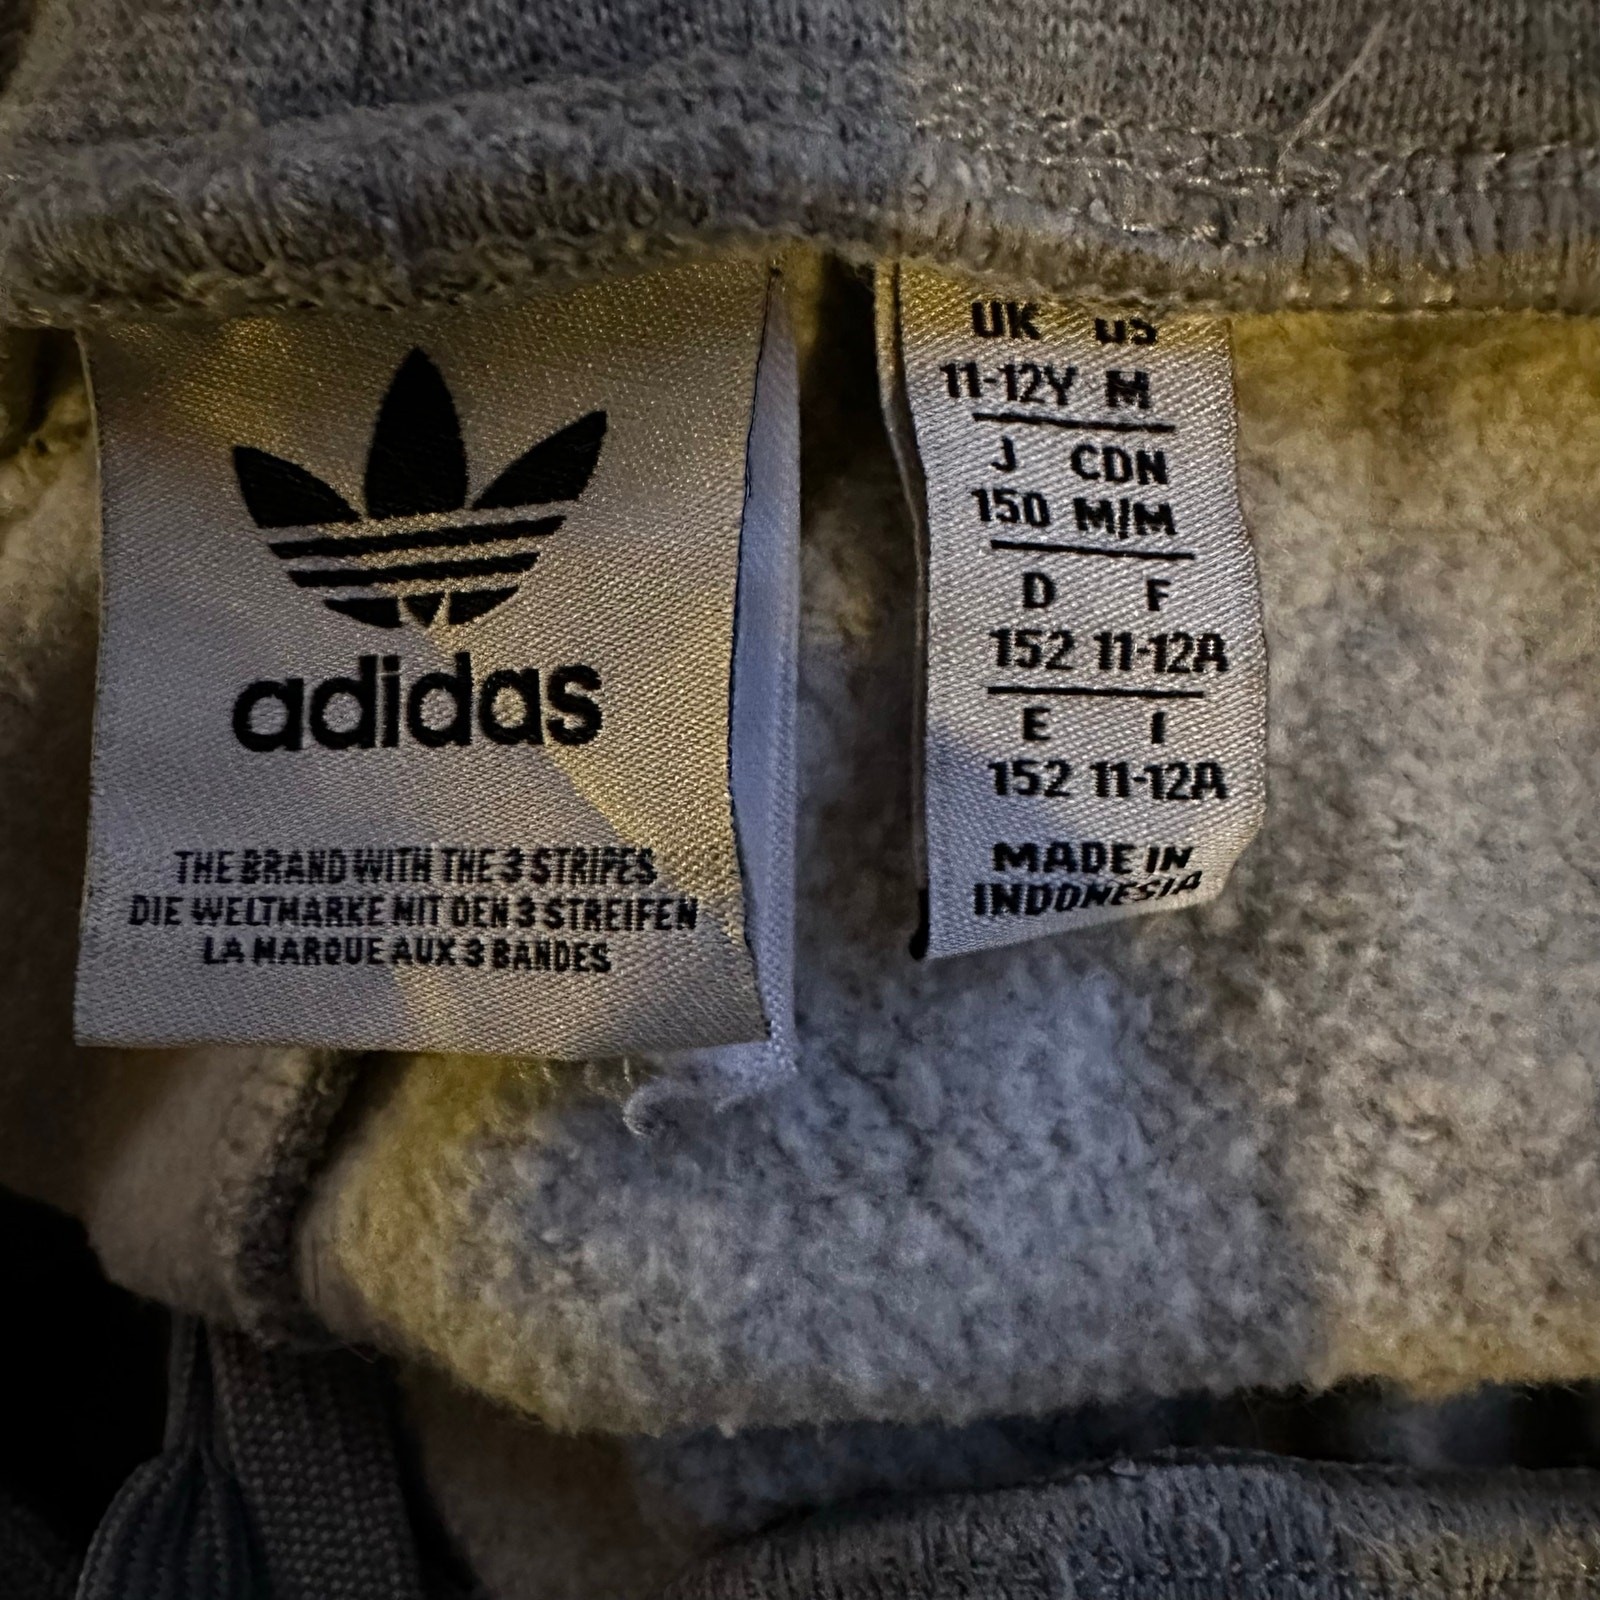 adidas
THE BRAND WITH THE 3 STRIPES
DIE WELTMARKE MIT DEN 3 STREIFEN
LA MARQUE AUX 3 BANDES
UK US
11-12Y M
J CDN
150 M/M
D F
152 11-12A
E I
152 11-12A
MADE IN
INDONESIA